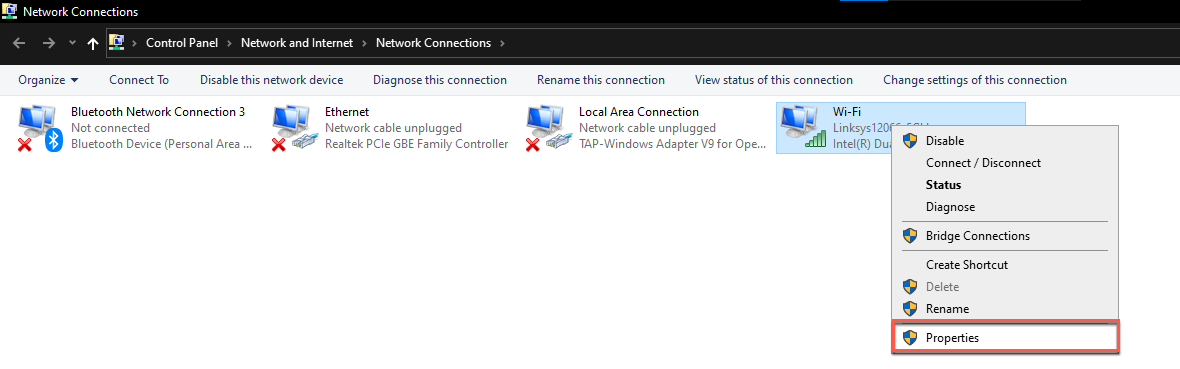 Network Connections
Control Panel > Network and Internet > Network Connections >
Organize Connect To Disable this network device Diagnose this connection Rename this connection View status of this connection Change settings of this connection
Bluetooth Network Connection 3
Not connected
Bluetooth Device (Personal Area ...
Ethernet
Network cable unplugged
Realtek PCIe GBE Family Controller
Local Area Connection
Network cable unplugged
TAP-Windows Adapter V9 for Ope...
Wi-Fi
Intel(R) Dua
Disable
Connect / Disconnect
Status
Diagnose
Bridge Connections
Create Shortcut
Delete
Rename
Properties